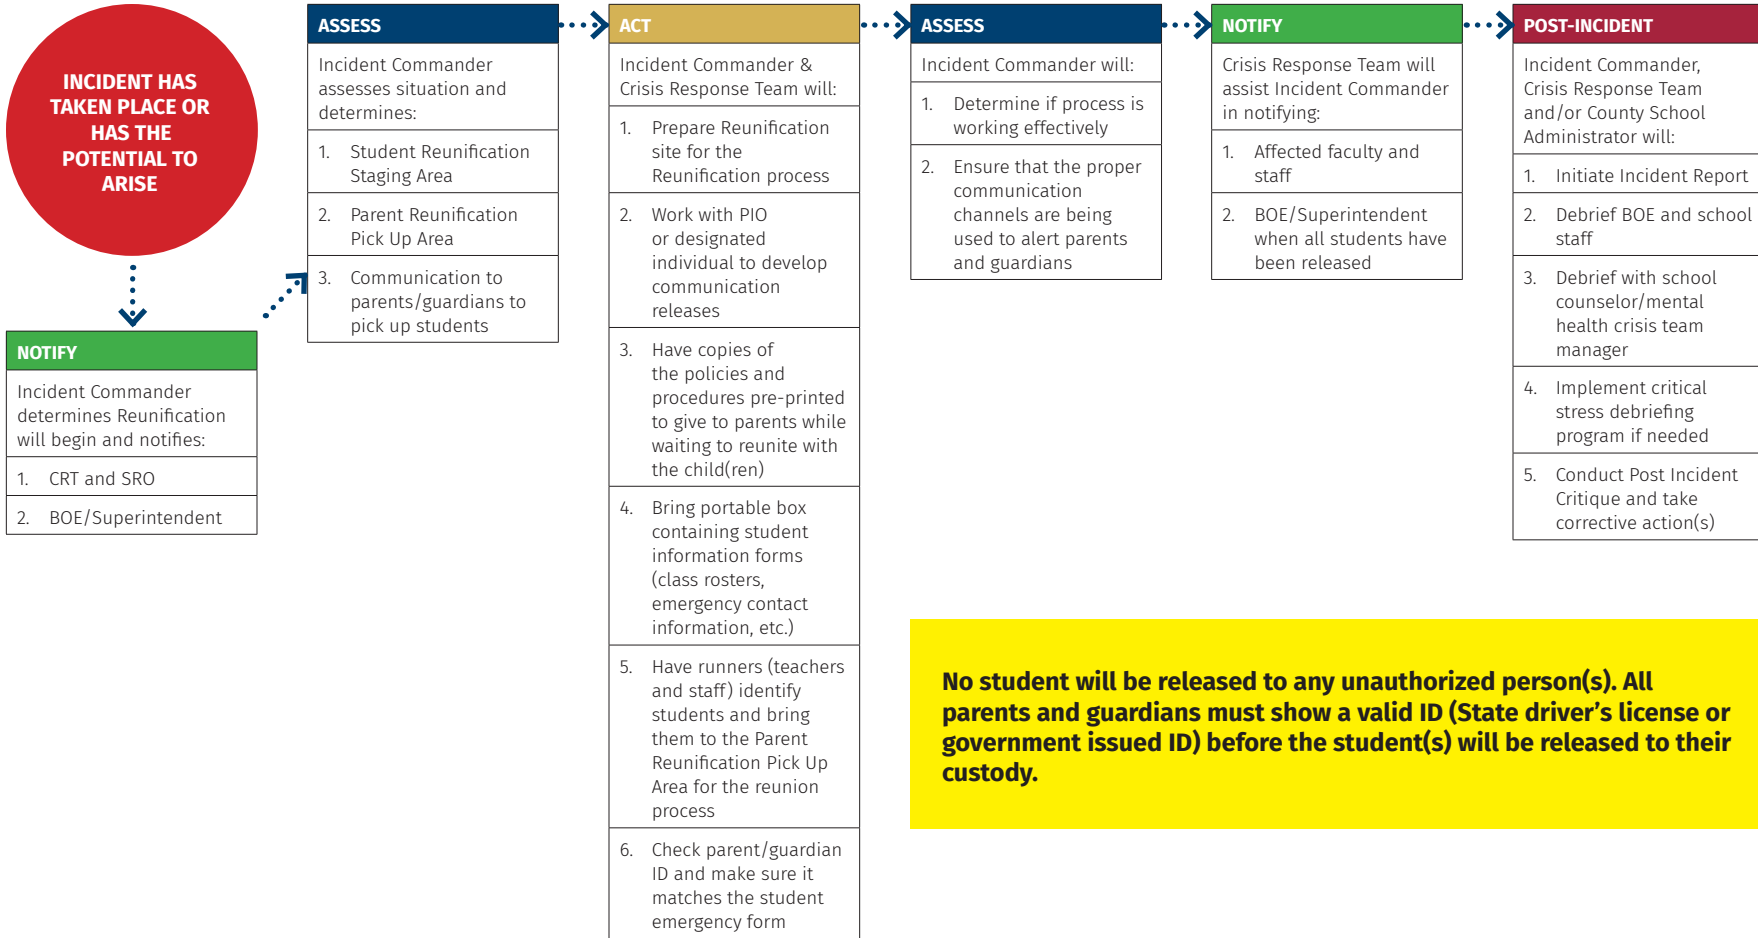 INCIDENT HAS
TAKEN PLACE OR
HAS THE
POTENTIAL TO
ARISE
NOTIFY
Incident Commander
determines Reunification
will begin and notifies:
1. CRT and SRO
2. BOE/Superintendent
ASSESS
Incident Commander
assesses situation and
determines:
1. Student Reunification
Staging Area
2. Parent Reunification
Pick Up Area
3. Communication to
parents/guardians to
pick up students
ACT
Incident Commander &
Crisis Response Team will:
1. Prepare Reunification
site for the
Reunification process
2. Work with PIO
or designated
individual to develop
communication
releases
3. Have copies of
the policies and
procedures pre-printed
to give to parents while
waiting to reunite with
the child(ren)
4. Bring portable box
containing student
information forms
(class rosters,
emergency contact
information, etc.)
5. Have runners (teachers
and staff) identify
students and bring
them to the Parent
Reunification Pick Up
Area for the reunion
process
6. Check parent/guardian
ID and make sure it
matches the student
emergency form
ASSESS
Incident Commander will:
1. Determine if process is
working effectively
2. Ensure that the proper
communication
channels are being
used to alert parents
and guardians
NOTIFY
Crisis Response Team will
assist Incident Commander
in notifying:
1. Affected faculty and
staff
2. BOE/Superintendent
when all students have
been released
POST-INCIDENT
Incident Commander,
Crisis Response Team
and/or County School
Administrator will:
1. Initiate Incident Report
2. Debrief BOE and school
staff
3. Debrief with school
counselor/mental
health crisis team
manager
4. Implement critical
stress debriefing
program if needed
5. Conduct Post Incident
Critique and take
corrective action(s)
No student will be released to any unauthorized person(s). All
parents and guardians must show a valid ID (State driver’s license or
government issued ID) before the student(s) will be released to their
custody.